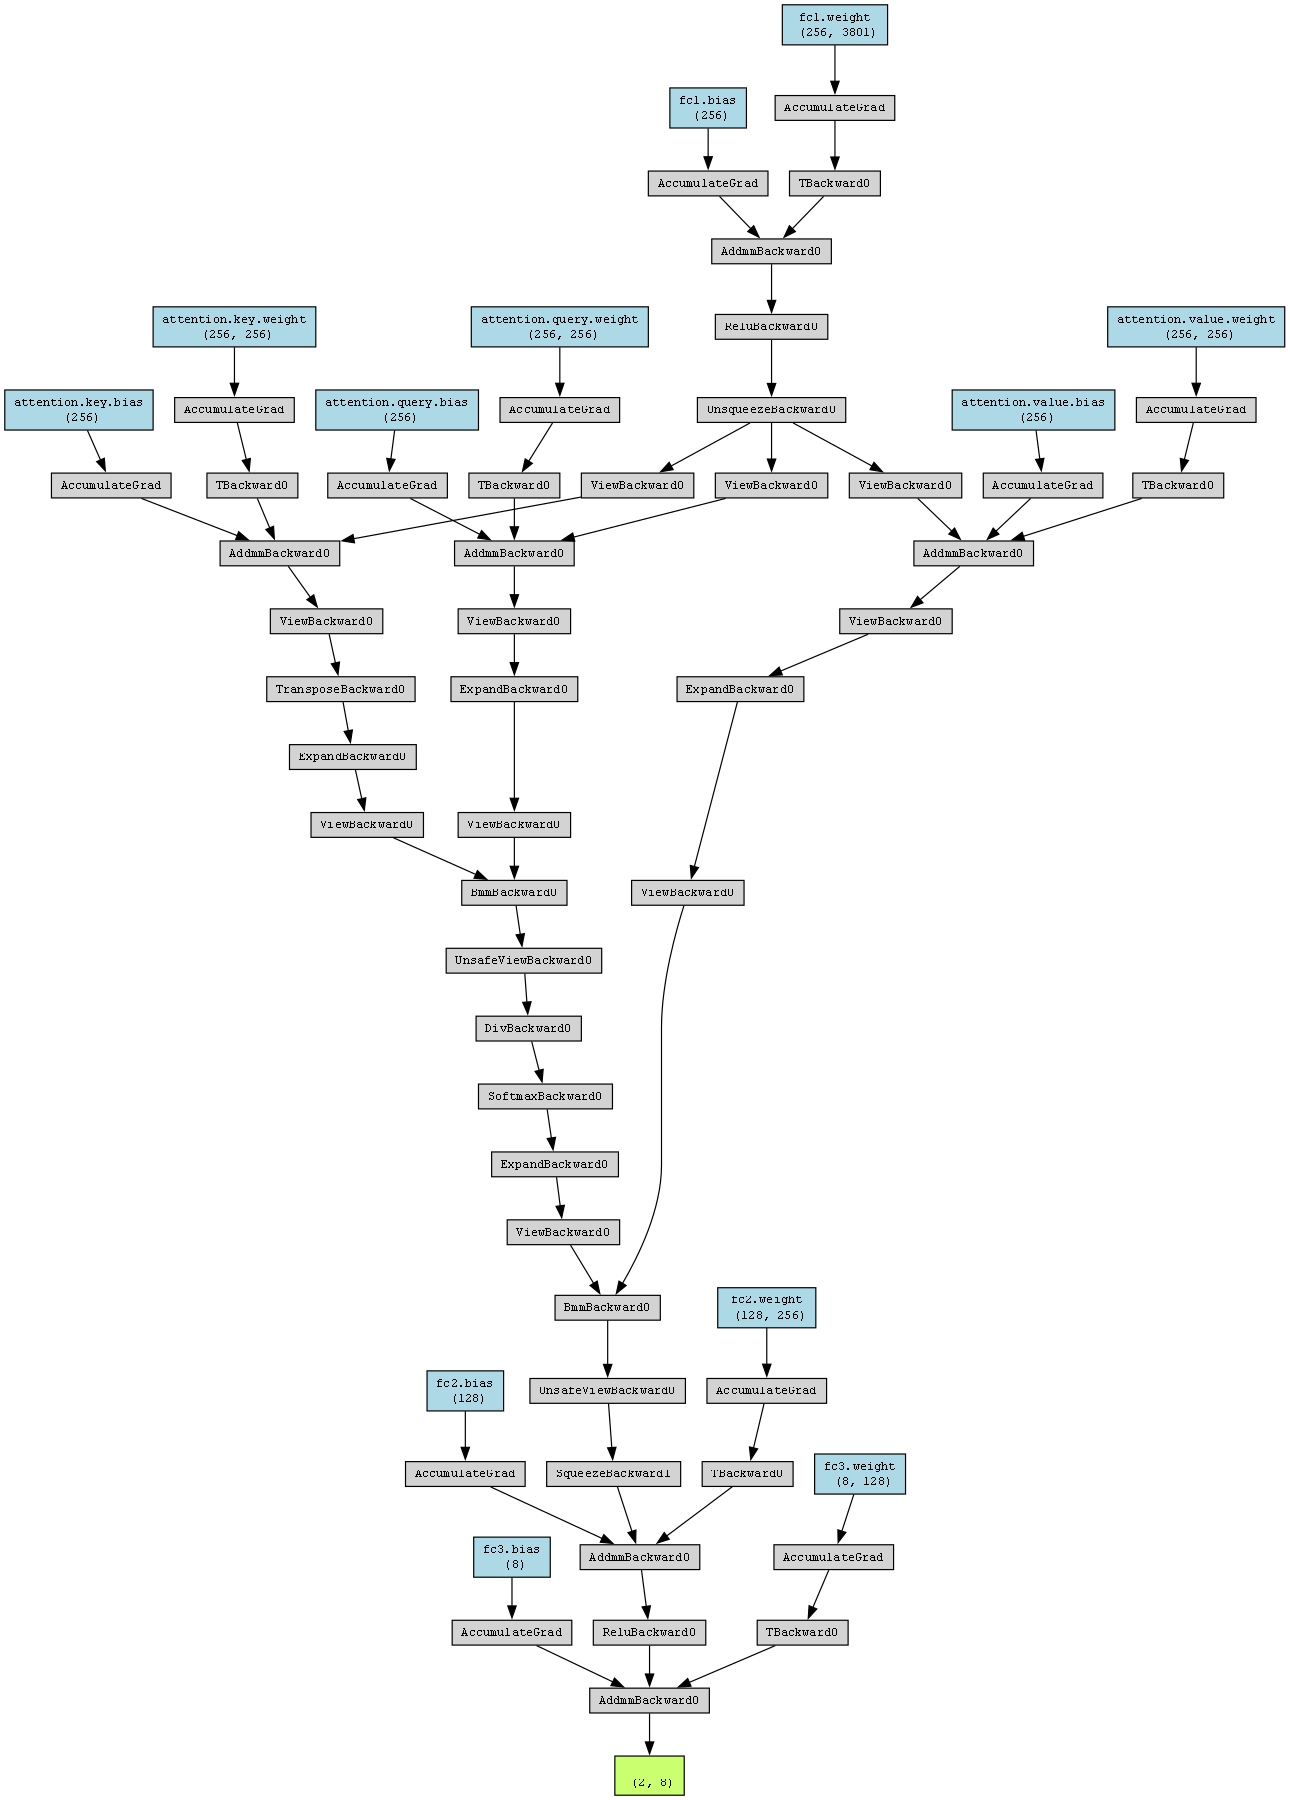 fc1.weight
(256, 3801)
fc1.bias
(256)
AccumulateGrad
AccumulateGrad
TBackward0
AddmmBackward0
attention.key.weight
(256, 256)
attention.query.weight
(256, 256)
ReluBackward0
attention.value.weight
(256, 256)
attention.key.bias
(256)
AccumulateGrad
attention.query.bias
(256)
AccumulateGrad
UnsqueezeBackward0
attention.value.bias
(256)
AccumulateGrad
AccumulateGrad
TBackward0
AccumulateGrad
TBackward0
ViewBackward0
ViewBackward0
ViewBackward0
AccumulateGrad
TBackward0
AddmmBackward0
AddmmBackward0
AddmmBackward0
ViewBackward0
ViewBackward0
ViewBackward0
TransposeBackward0
ExpandBackward0
ExpandBackward0
ExpandBackward0
ViewBackward0
ViewBackward0
BmmBackward0
ViewBackward0
UnsafeViewBackward0
DivBackward0
SoftmaxBackward0
ExpandBackward0
ViewBackward0
BmmBackward0
fc2.weight
(128, 256)
fc2.bias
(128)
UnsafeViewBackward0
AccumulateGrad
AccumulateGrad
SqueezeBackward1
TBackward0
fc3.weight
(8, 128)
fc3.bias
(8)
AddmmBackward0
AccumulateGrad
AccumulateGrad
ReluBackward0
TBackward0
AddmmBackward0
(2, 8)